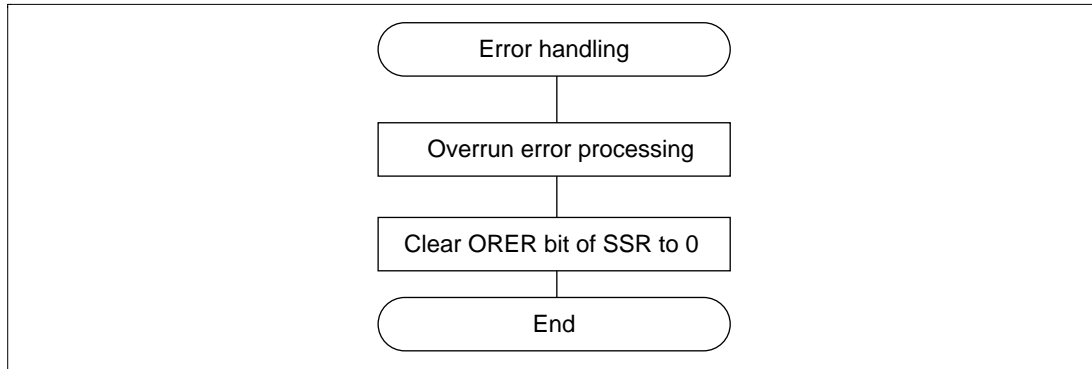 Error handling
Overrun error processing
Clear ORER bit of SSR to 0
End